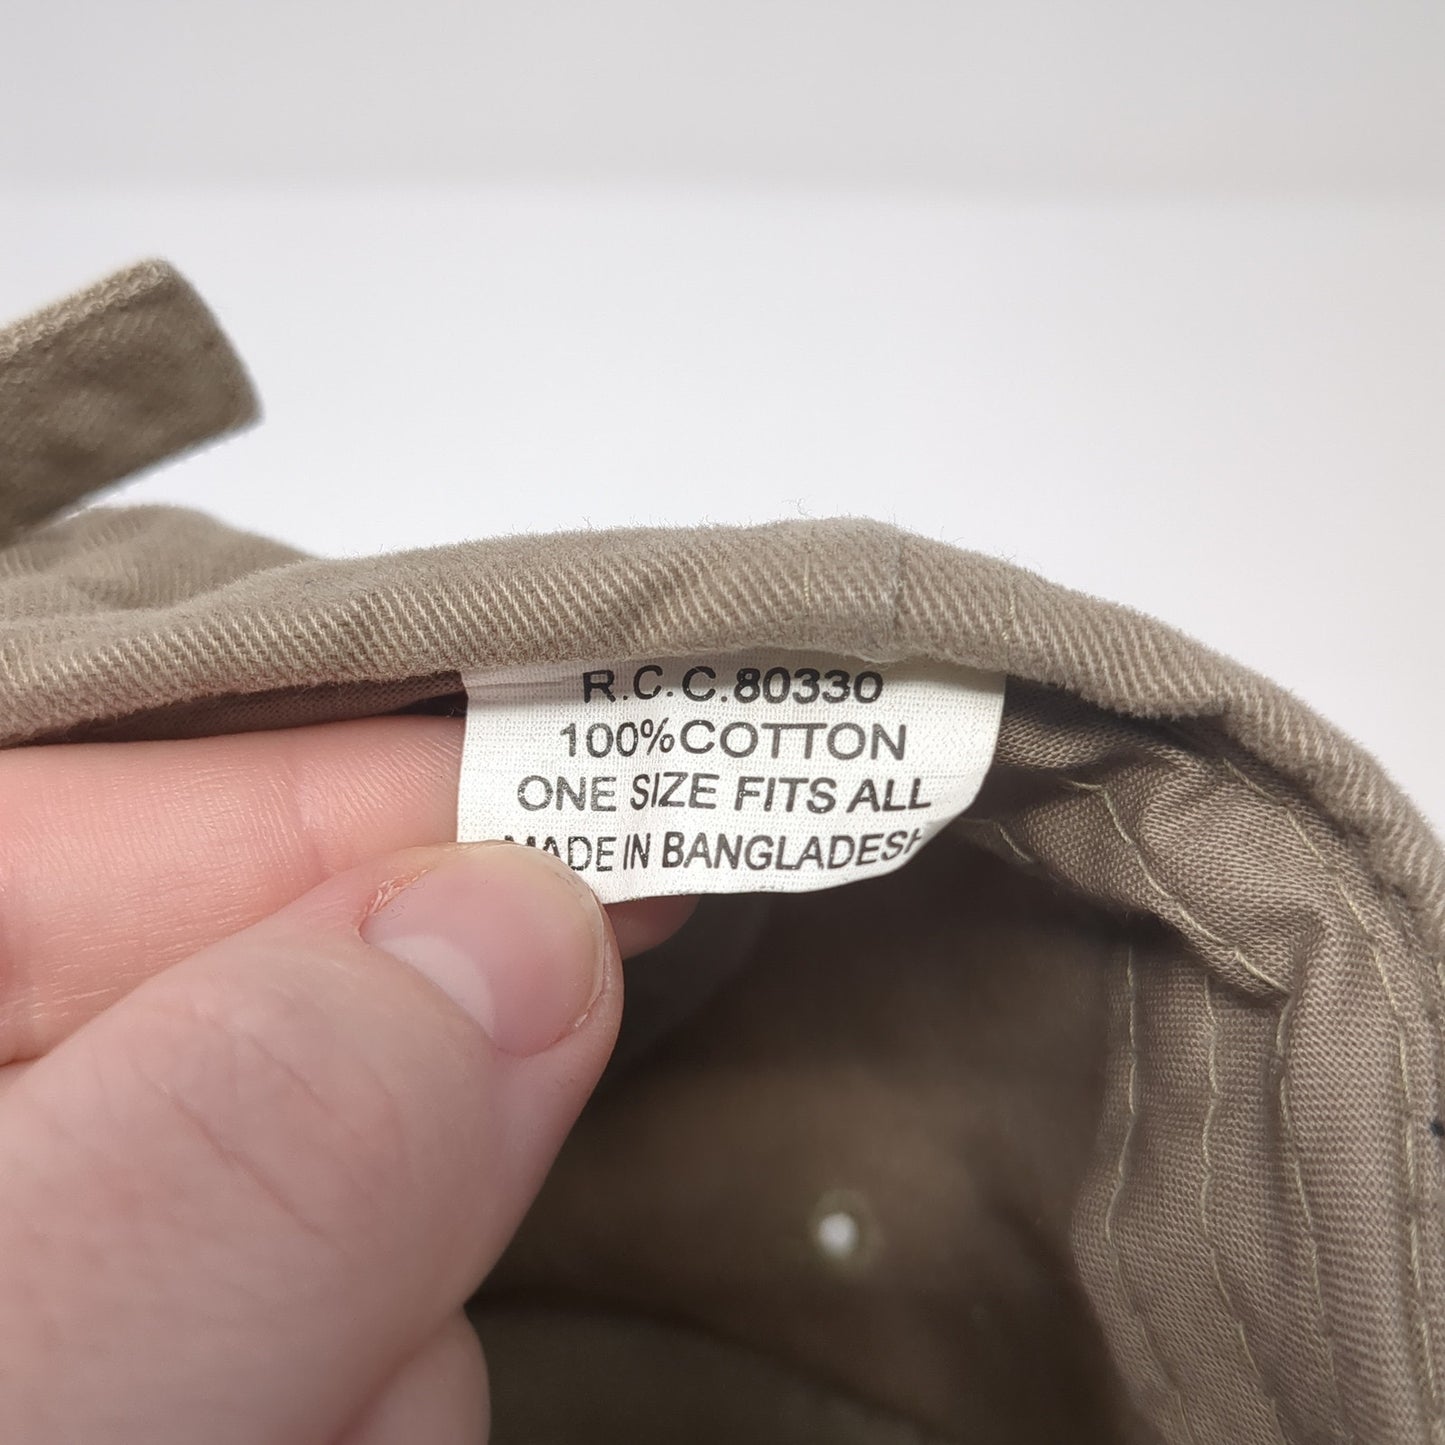 R.C.C.80330
100%COTTON
ONE SIZE FITS ALL
MADE IN BANGLADESH